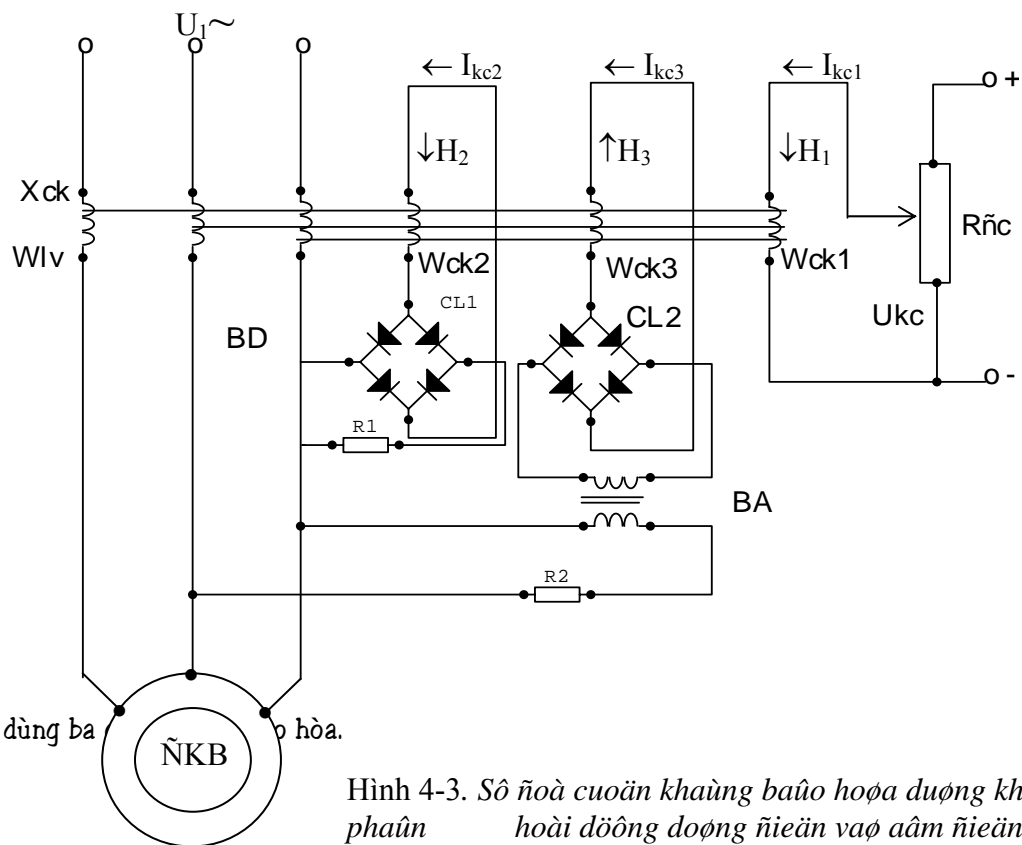 U₁~
o o o
← Ikc2 ← Ikc3 ← Ikc1
o +
↓H₂ ↑H₃ ↓H₁
Xck
Rñc
Wlv Wck2 Wck3 Wck1
CL1 CL2 Ukc
BD
o -
R1
BA
R2
dùng ba o hòa.
ÑKB
Hình 4-3. Sô ñoà cuoän khaùng baûo hoøa duøng kh
phaûn hoài döông doøng ñieän vaø aâm ñieän